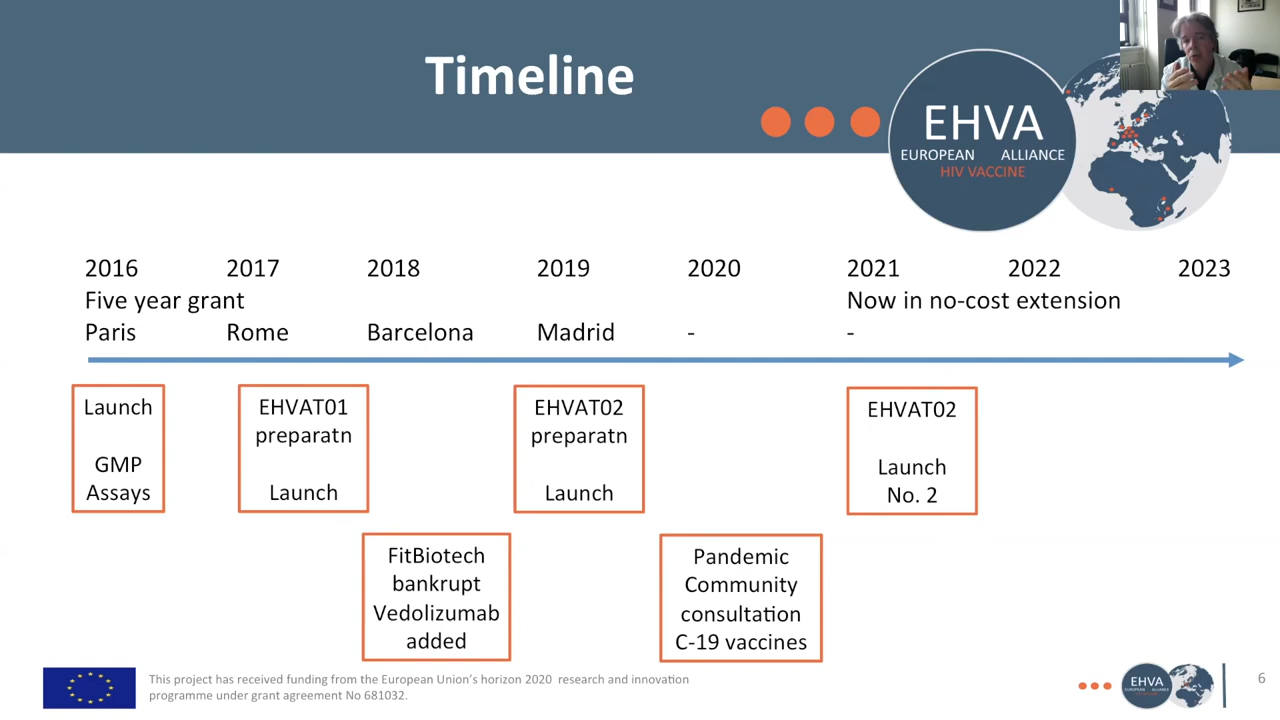 Timeline
EHVA
EUROPEAN ALLIANCE
HIV VACCINE
2016 2017 2018 2019 2020 2021 2022 2023
Five year grant Now in no-cost extension
Paris Rome Barcelona Madrid - -
Launch
GMP
Assays
EHVAT01
preparatn
Launch
EHVAT02
preparatn
Launch
EHVAT02
Launch
No. 2
FitBiotech
bankrupt
Vedolizumab
added
Pandemic
Community
consultation
C-19 vaccines
This project has received funding from the European Union's horizon 2020 research and innovation
programme under grant agreement No 681032.
EHVA
6